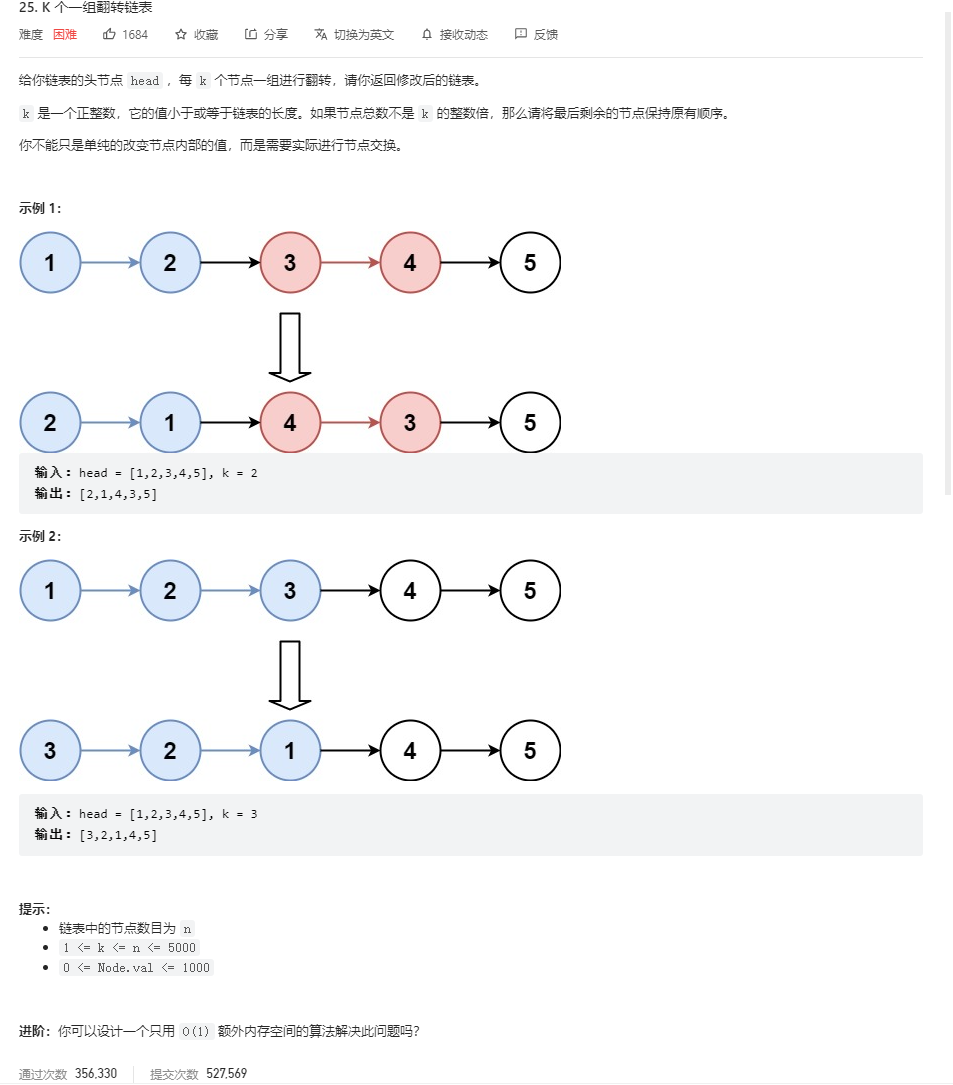 25. K 个一组翻转链表
难度 困难 1684 收藏 分享 切换为英文 接收动态 反馈
给你链表的头节点 head ，每 k 个节点一组进行翻转，请你返回修改后的链表。
k 是一个正整数，它的值小于或等于链表的长度。如果节点总数不是 k 的整数倍，那么请将最后剩余的节点保持原有顺序。
你不能只是单纯的改变节点内部的值，而是需要实际进行节点交换。
示例 1：
1 2 3 4 5
2 1 4 3 5
输入：head = [1,2,3,4,5], k = 2
输出：[2,1,4,3,5]
示例 2：
1 2 3 4 5
3 2 1 4 5
输入：head = [1,2,3,4,5], k = 3
输出：[3,2,1,4,5]
提示：
链表中的节点数目为 n
1 <= k <= n <= 5000
0 <= Node.val <= 1000
进阶：你可以设计一个只用 O(1) 额外内存空间的算法解决此问题吗？
通过次数 356,330 提交次数 527,569